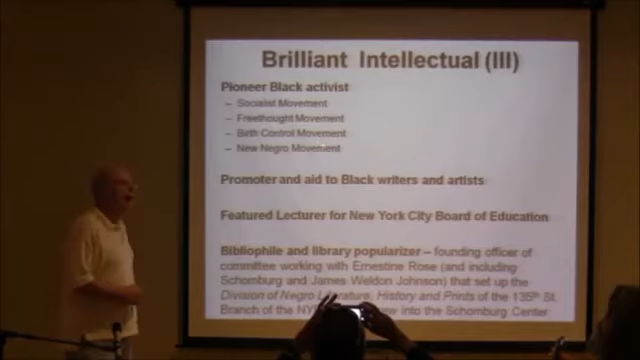 Brilliant Intellectual (III)
Pioneer Black activist
– Socialist Movement
– Freethought Movement
– Birth Control Movement
– New Negro Movement
Promoter and aid to Black writers and artists
Featured Lecturer for New York City Board of Education
Bibliophile and library popularizer – founding officer of
committee working with Ernestine Rose (and including
Schomburg and James Weldon Johnson) that set up the
Division of Negro Literature, History and Prints of the 135th St.
Branch of the into the Schomburg Center